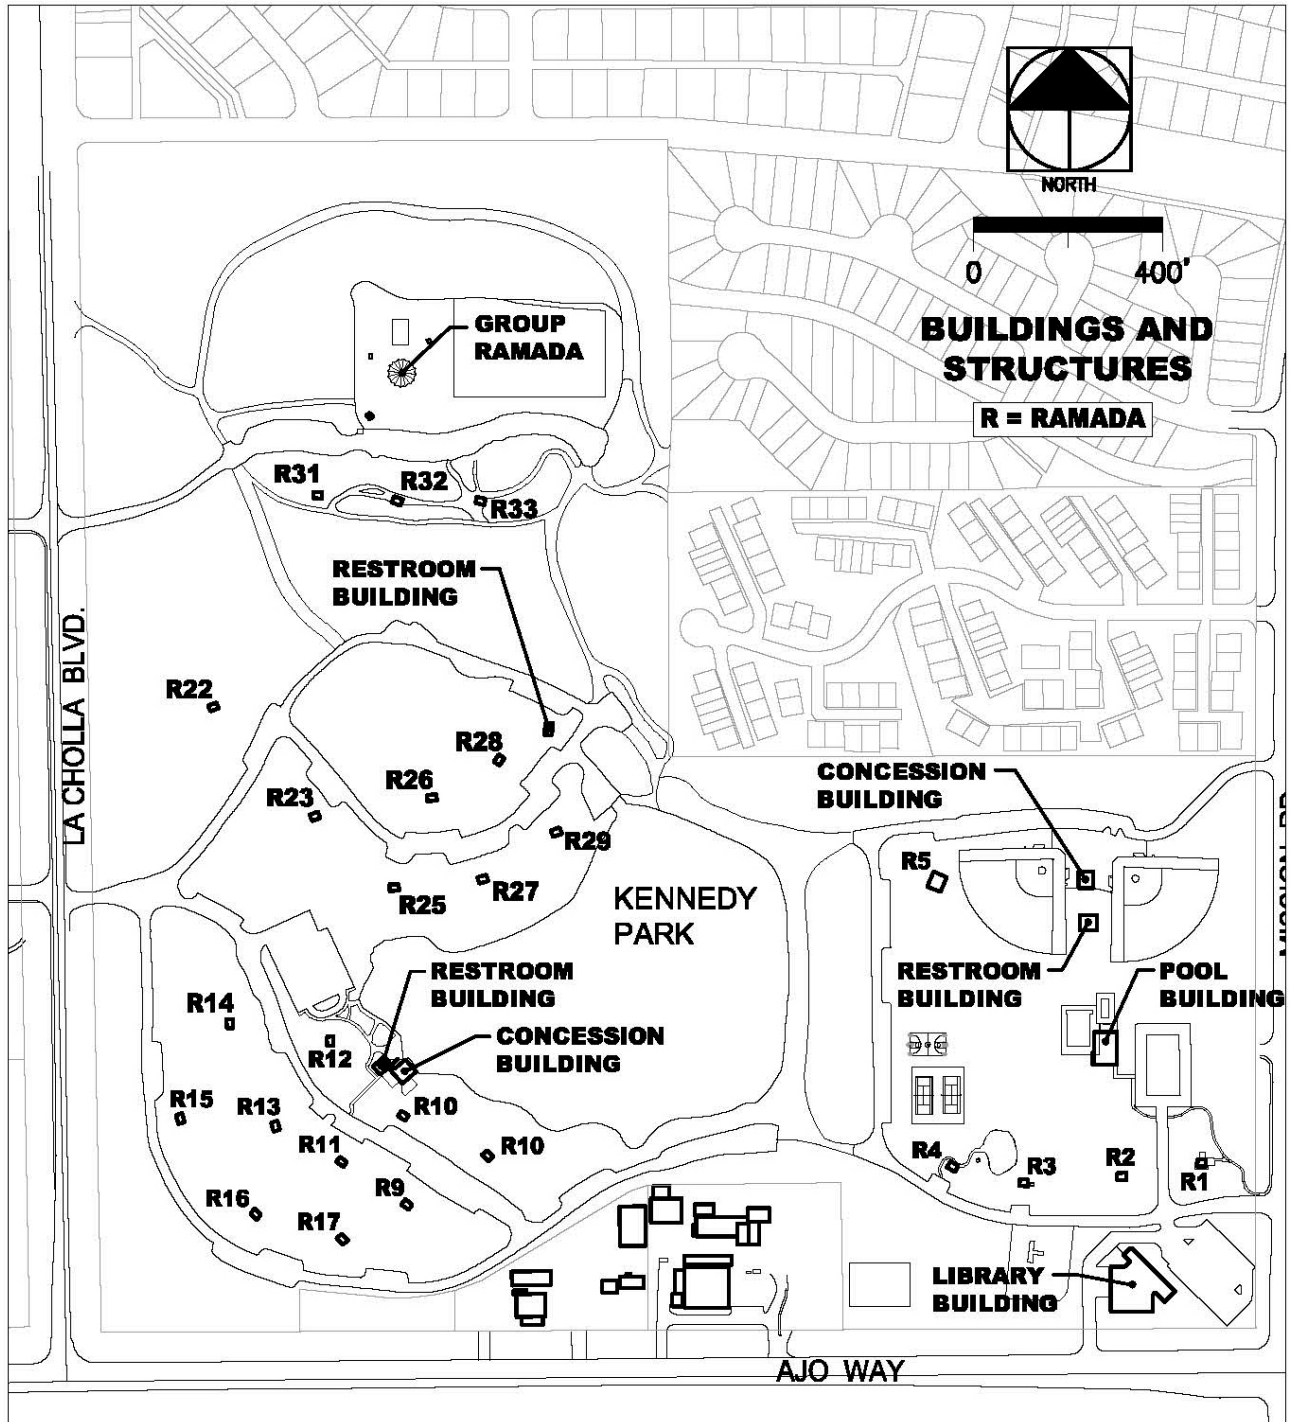 NORTH
0 400'
BUILDINGS AND
STRUCTURES
R = RAMADA
GROUP
RAMADA
R31
R32
R33
RESTROOM
BUILDING
LA CHOLLA BLVD.
R22
R28
R26
R23
R29
R27
R25
KENNEDY
PARK
CONCESSION
BUILDING
R5
RESTROOM
BUILDING
POOL
BUILDING
RESTROOM
BUILDING
CONCESSION
BUILDING
R14
R12
R15
R13
R10
R11
R10
R16
R9
R17
R4
R3
R2
R1
LIBRARY
BUILDING
AJO WAY